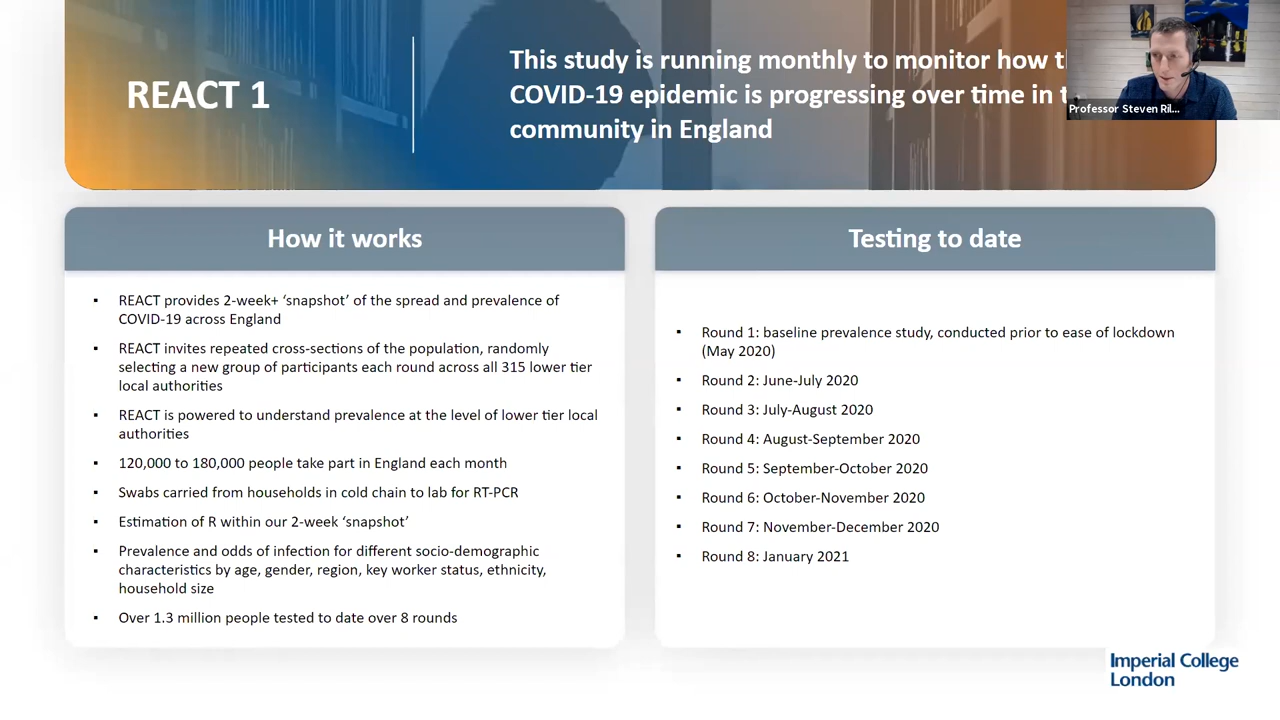 REACT 1
This study is running monthly to monitor how
COVID-19 epidemic is progressing over time in
community in England
Professor Steven Ril...
How it works
▪ REACT provides 2-week+ ‘snapshot’ of the spread and prevalence of
COVID-19 across England
▪ REACT invites repeated cross-sections of the population, randomly
selecting a new group of participants each round across all 315 lower tier
local authorities
▪ REACT is powered to understand prevalence at the level of lower tier local
authorities
▪ 120,000 to 180,000 people take part in England each month
▪ Swabs carried from households in cold chain to lab for RT-PCR
▪ Estimation of R within our 2-week ‘snapshot’
▪ Prevalence and odds of infection for different socio-demographic
characteristics by age, gender, region, key worker status, ethnicity,
household size
▪ Over 1.3 million people tested to date over 8 rounds
Testing to date
▪ Round 1: baseline prevalence study, conducted prior to ease of lockdown
(May 2020)
▪ Round 2: June-July 2020
▪ Round 3: July-August 2020
▪ Round 4: August-September 2020
▪ Round 5: September-October 2020
▪ Round 6: October-November 2020
▪ Round 7: November-December 2020
▪ Round 8: January 2021
Imperial College
London